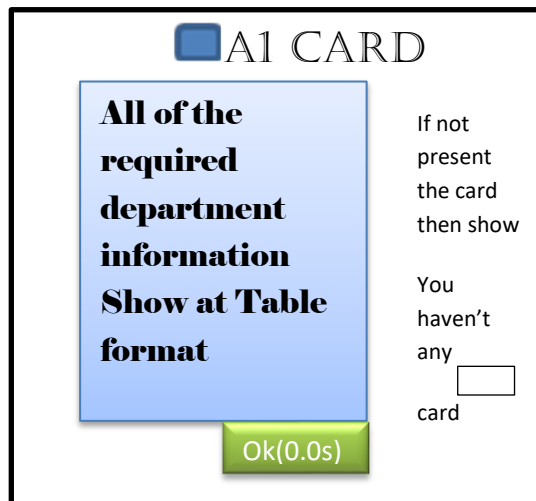 A1 CARD
All of the
required
department
information
Show at Table
format
If not
present
the card
then show
You
haven’t
any
card
Ok(0.0s)